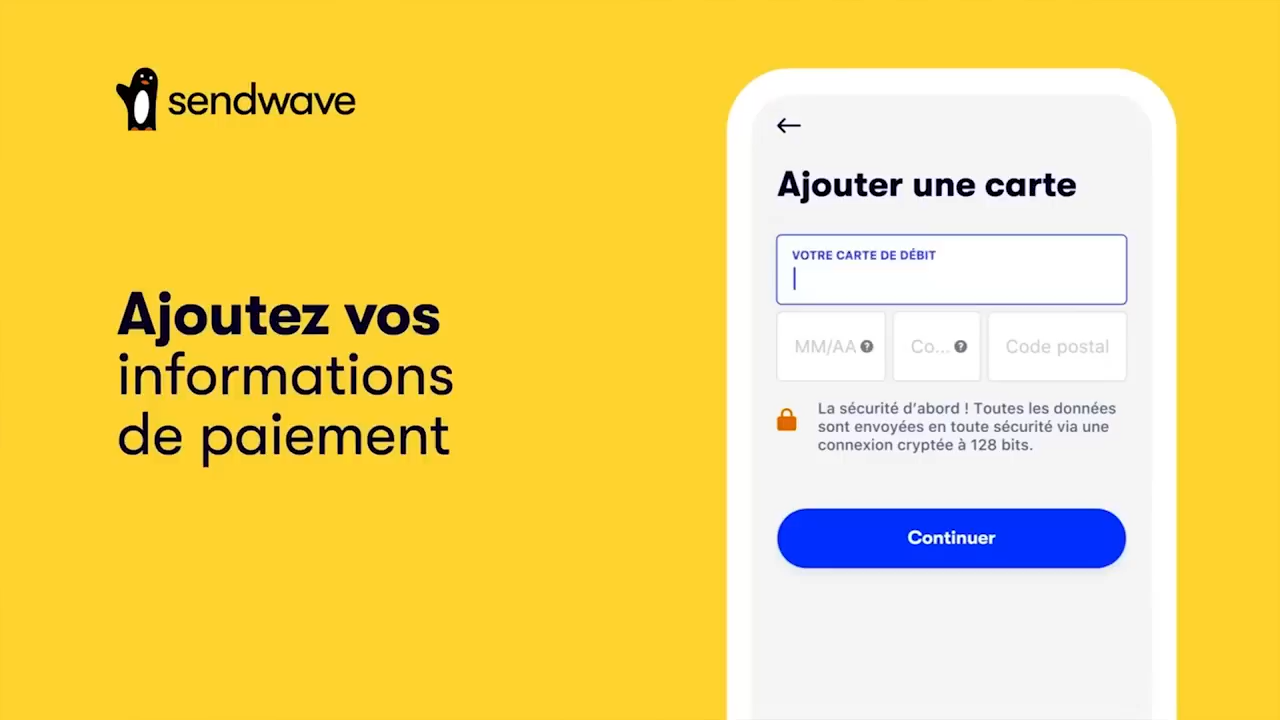 sendwave
Ajoutez vos
informations
de paiement
Ajouter une carte
VOTRE CARTE DE DÉBIT
MM/AA ?
Co... ?
Code postal
La sécurité d'abord ! Toutes les données
sont envoyées en toute sécurité via une
connexion cryptée à 128 bits.
Continuer